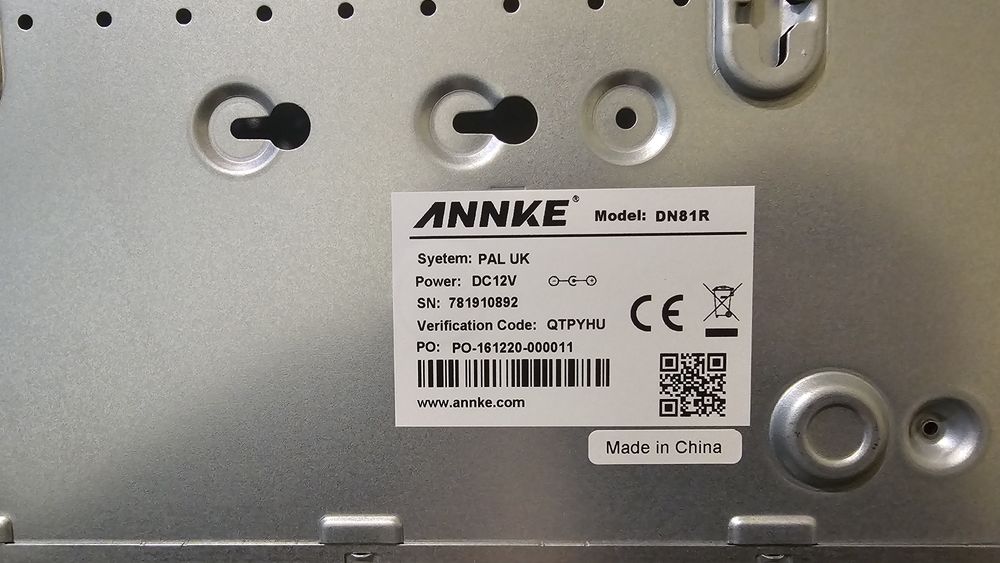 ANNKE® Model: DN81R
Syetem: PAL UK
Power: DC12V
SN: 781910892
Verification Code: QTPYHU
PO: PO-161220-000011
CE
www.annke.com
Made in China